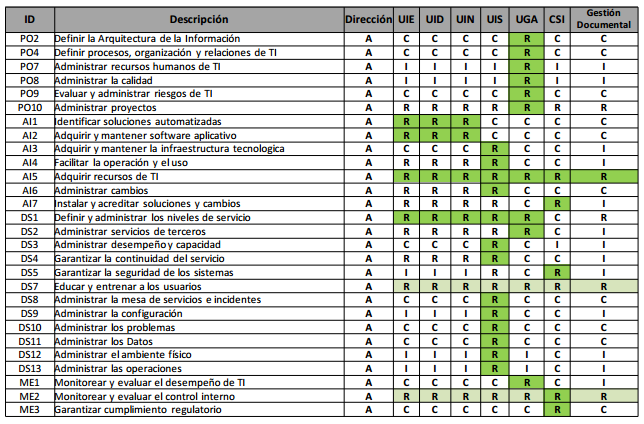 ID Descripción Dirección UIE UID UIN UIS UGA CSI Gestión Documental
PO2 Definir la Arquitectura de la Información A C C C C R C C
PO4 Definir procesos, organización y relaciones de TI A C C C C R C C
PO7 Administrar recursos humanos de TI A I I I I R I I
PO8 Administrar la calidad A I I I I R I I
PO9 Evaluar y administrar riesgos de TI A C C C C R C C
PO10 Administrar proyectos A R R R R R R R
AI1 Identificar soluciones automatizadas A R R R C C C C
AI2 Adquirir y mantener software aplicativo A R R R C C C C
AI3 Adquirir y mantener la infraestructura tecnologica A C C C R C C I
AI4 Facilitar la operación y el uso A R R R R C C I
AI5 Adquirir recursos de TI A R R R R R R R
AI6 Administrar cambios A R R R R C C C
AI7 Instalar y acreditar soluciones y cambios A R R R R C R I
DS1 Definir y administrar los niveles de servicio A R R R R R C R
DS2 Administrar servicios de terceros A R R R R R C I
DS3 Administrar desempeño y capacidad A C C C R C I I
DS4 Garantizar la continuidad del servicio A R R R R C C I
DS5 Garantizar la seguridad de los sistemas A I I I R C R I
DS7 Educar y entrenar a los usuarios A R R R R R R R
DS8 Administrar la mesa de servicios e incidentes A C C C R C C C
DS9 Administrar la configuración A I I I R C C I
DS10 Administrar los problemas A C C C R C C C
DS11 Administrar los Datos A C C C R C C C
DS12 Administrar el ambiente físico A I I I R I C I
DS13 Administrar las operaciones A I I I R I C I
ME1 Monitorear y evaluar el desempeño de TI A C C C C R C I
ME2 Monitorear y evaluar el control interno A R R R R R R R
ME3 Garantizar cumplimiento regulatorio A C C C C C R C